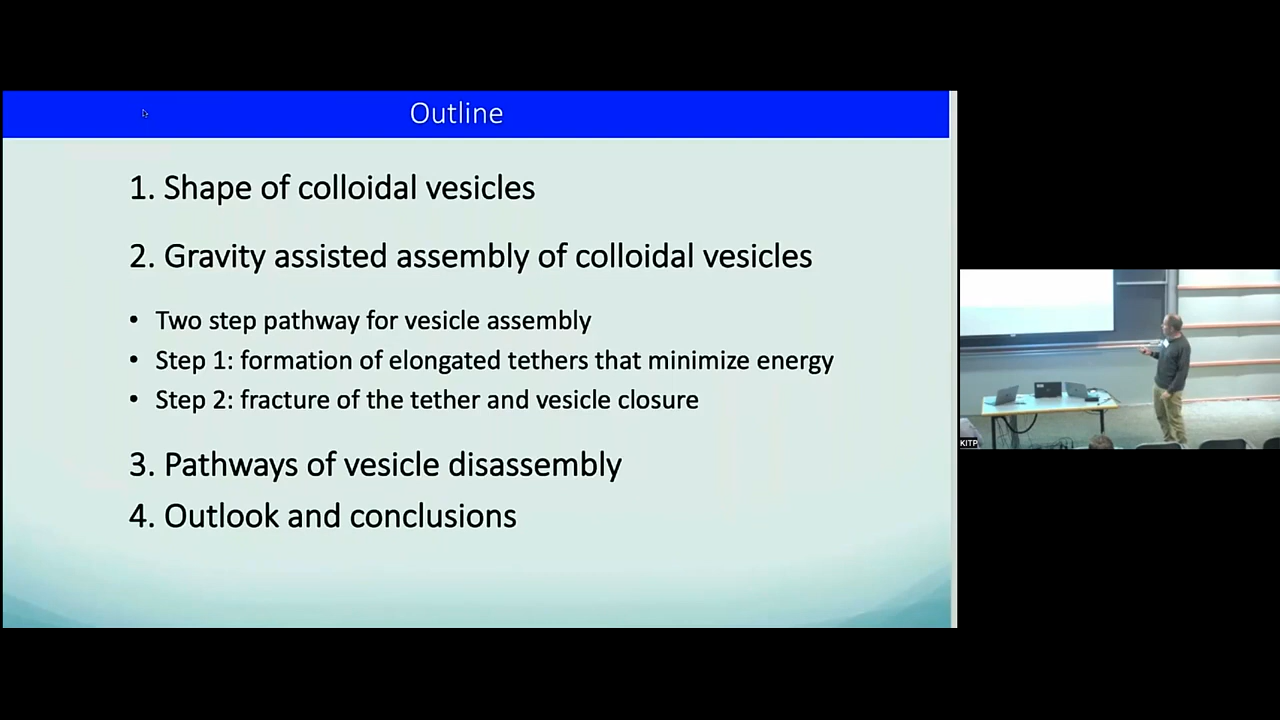 Outline
1. Shape of colloidal vesicles
2. Gravity assisted assembly of colloidal vesicles
• Two step pathway for vesicle assembly
• Step 1: formation of elongated tethers that minimize energy
• Step 2: fracture of the tether and vesicle closure
3. Pathways of vesicle disassembly
4. Outlook and conclusions
KITP